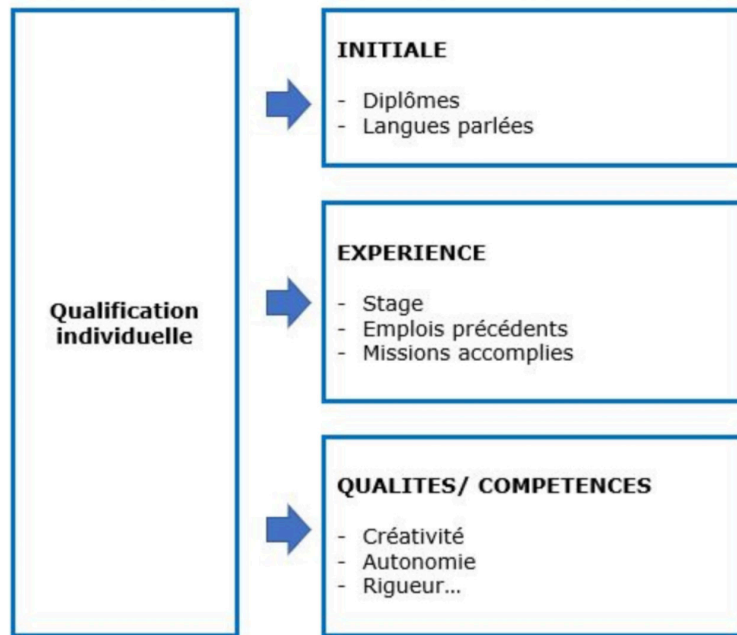 Qualification
individuelle
INITIALE
- Diplômes
- Langues parlées
EXPERIENCE
- Stage
- Emplois précédents
- Missions accomplies
QUALITES/ COMPETENCES
- Créativité
- Autonomie
- Rigueur...